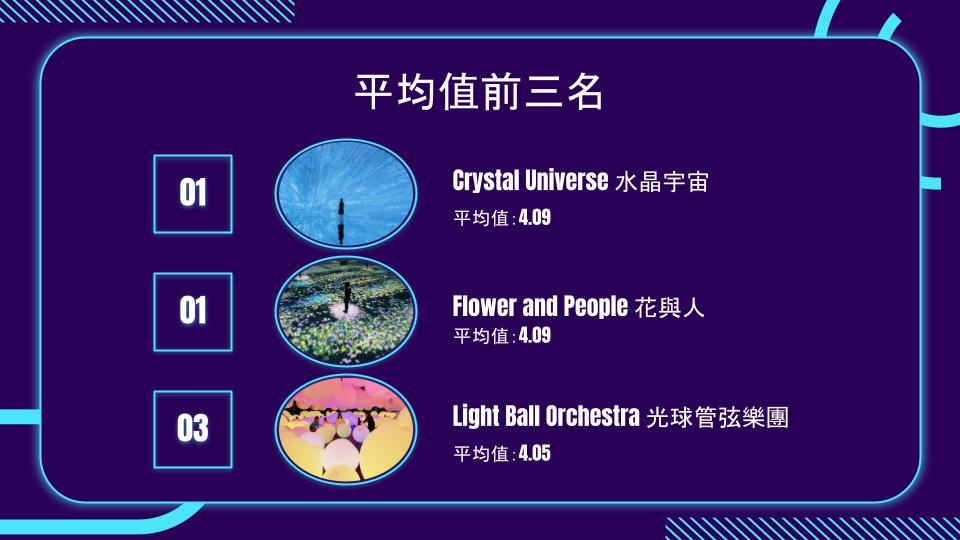 平均值前三名
01
Crystal Universe 水晶宇宙
平均值:4.09
01
Flower and People 花與人
平均值:4.09
03
Light Ball Orchestra 光球管弦樂團
平均值:4.05